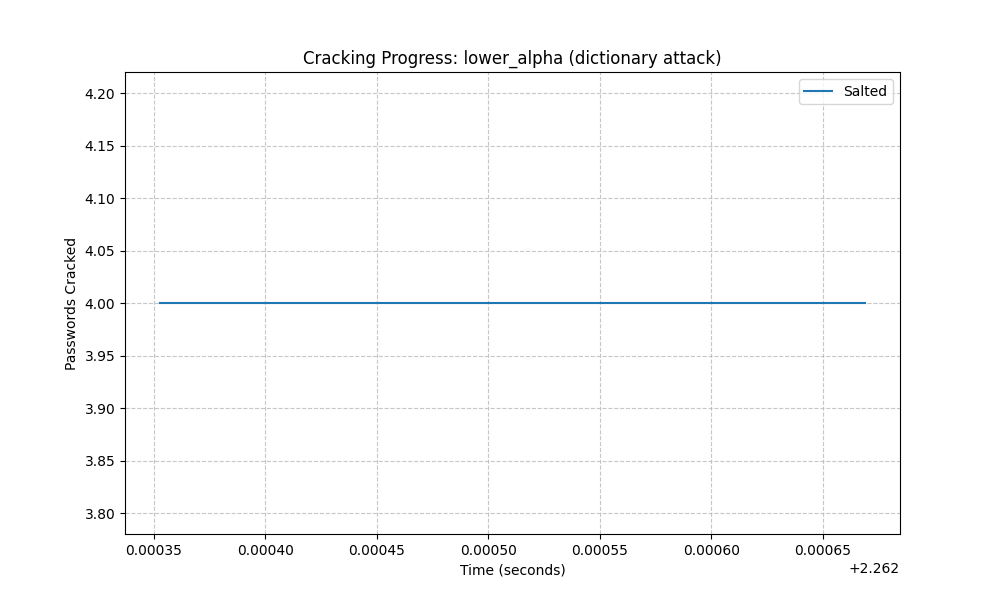 Cracking Progress: lower_alpha (dictionary attack)
Salted
Passwords Cracked
4.20
4.15
4.10
4.05
4.00
3.95
3.90
3.85
3.80
0.00035 0.00040 0.00045 0.00050 0.00055 0.00060 0.00065
Time (seconds)
+2.262